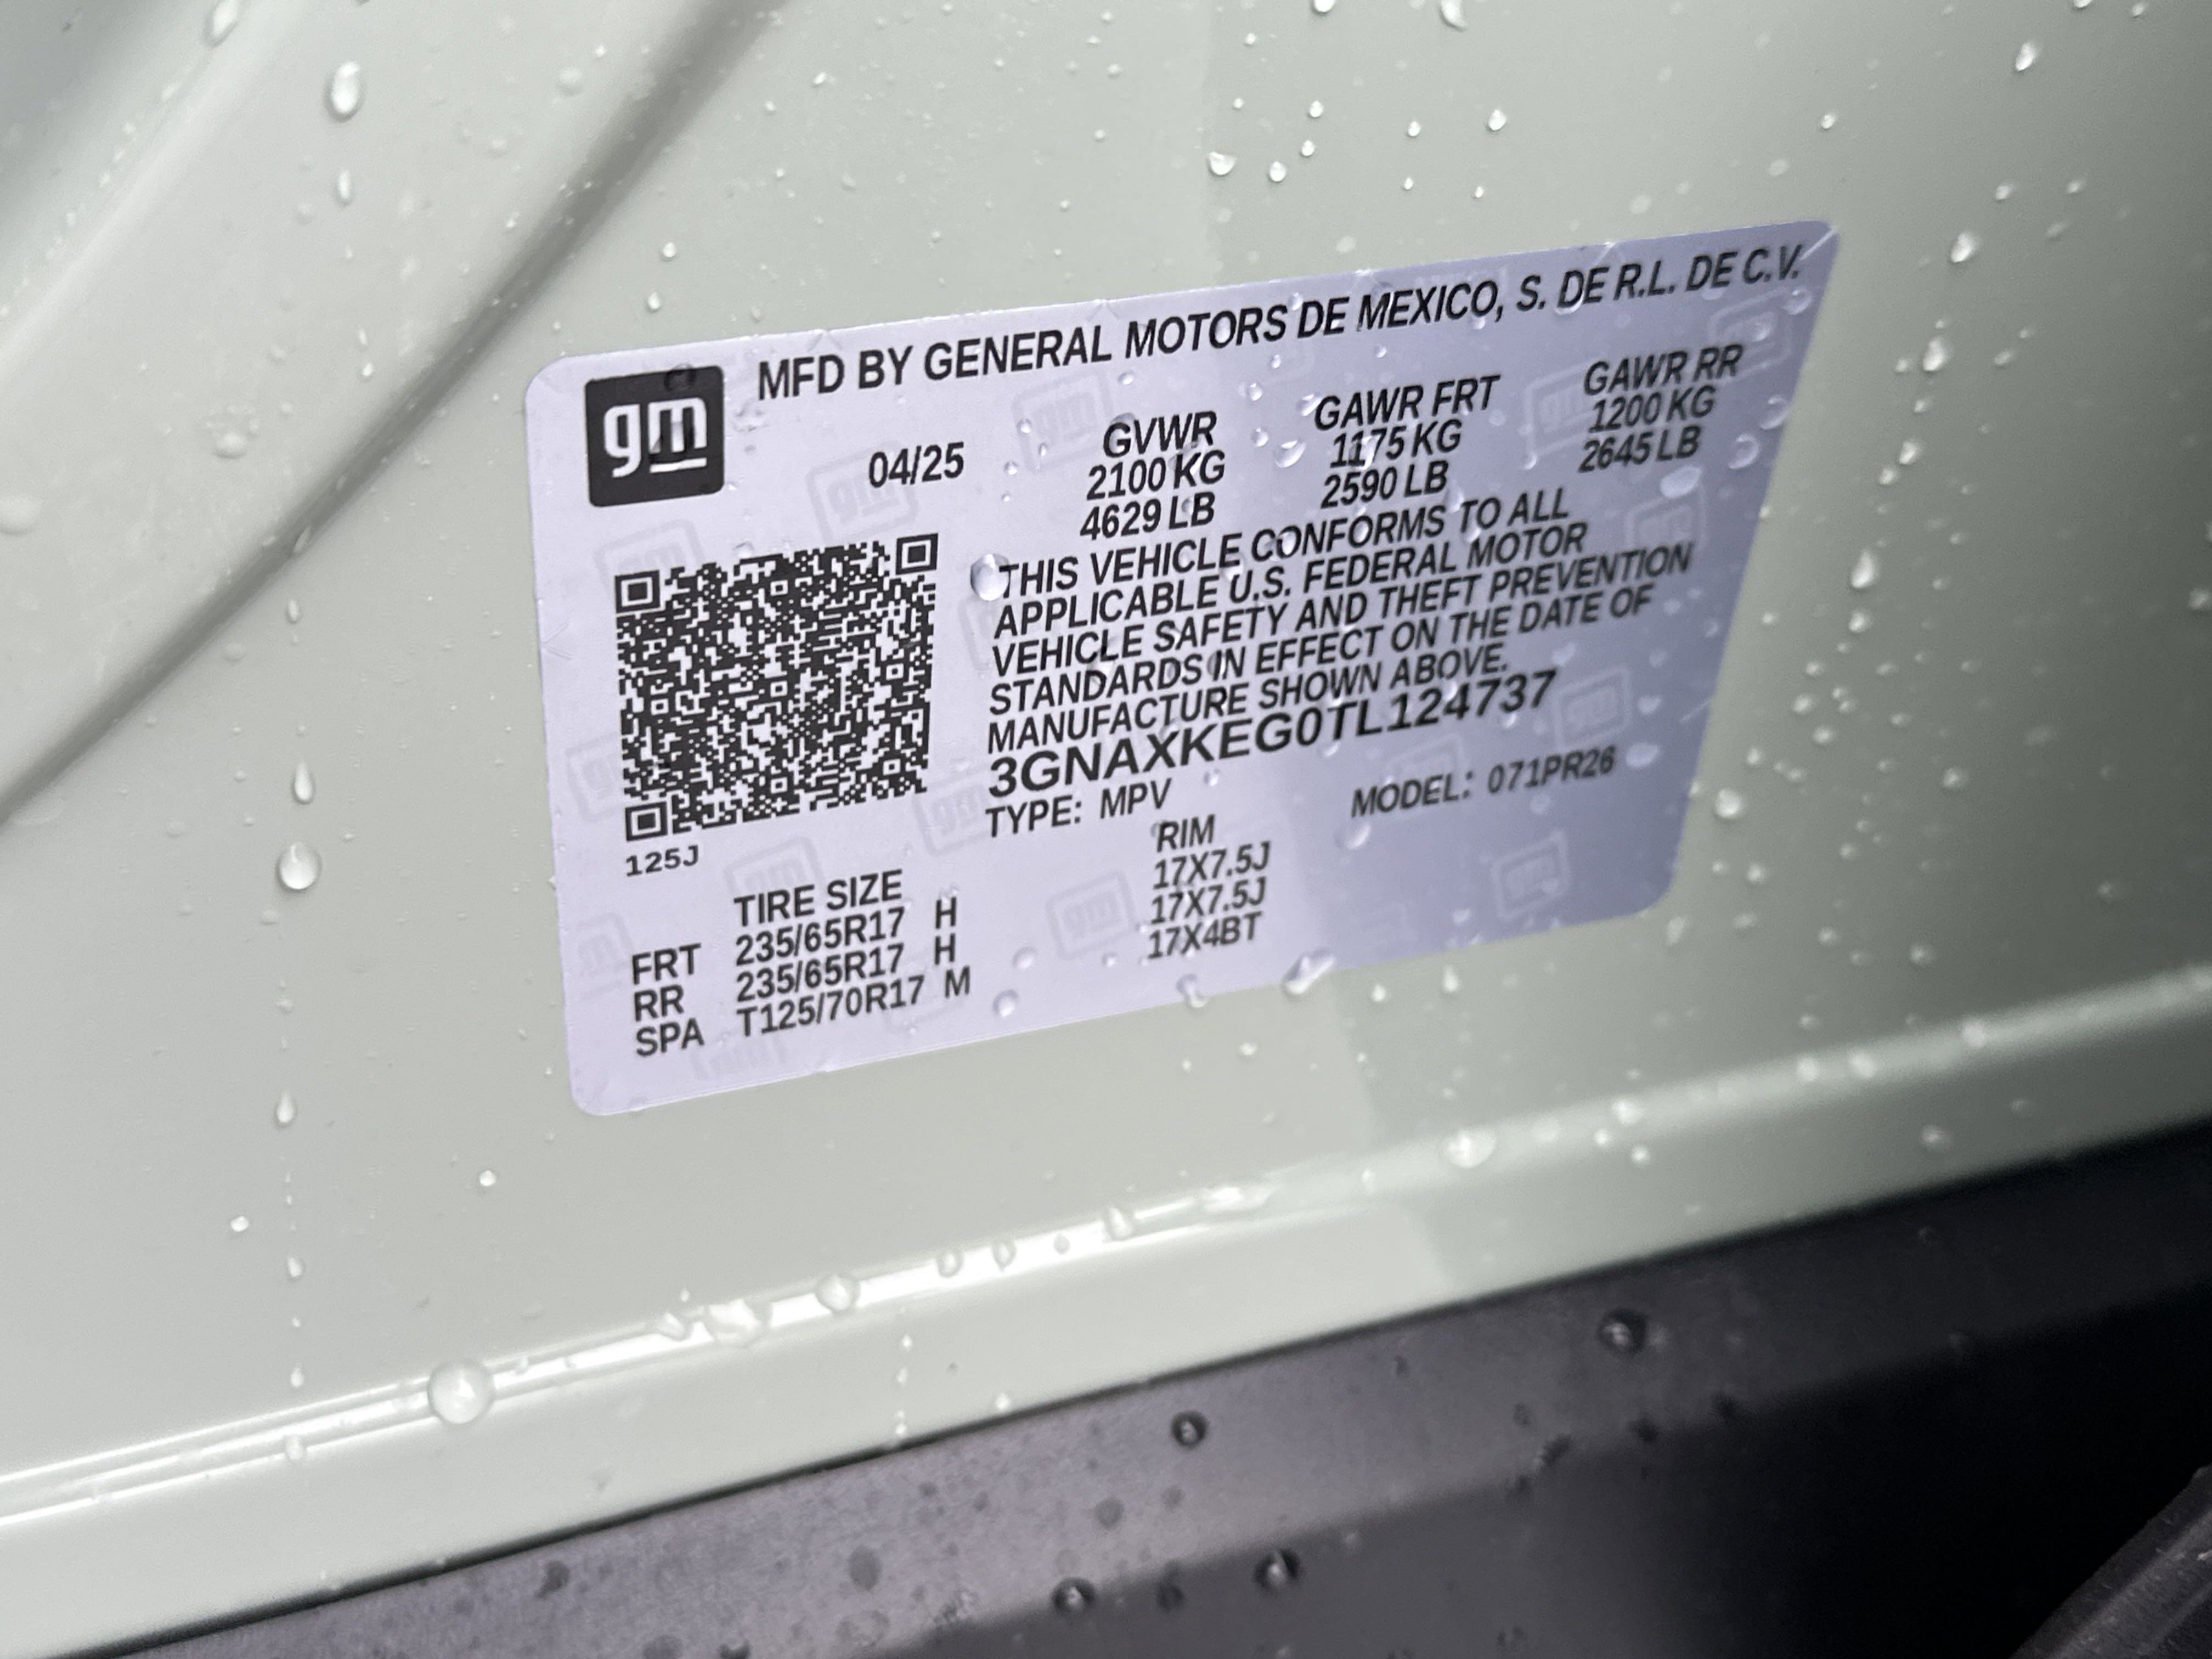 gm
MFD BY GENERAL MOTORS DE MEXICO, S. DE R.L. DE C.V.
04/25
GVWR
2100 KG
4629 LB
GAWR FRT
1175 KG
2590 LB
GAWR RR
1200 KG
2645 LB
THIS VEHICLE CONFORMS TO ALL
APPLICABLE U.S. FEDERAL MOTOR
VEHICLE SAFETY AND THEFT PREVENTION
STANDARDS IN EFFECT ON THE DATE OF
MANUFACTURE SHOWN ABOVE.
3GNAXKEG0TL124737
TYPE: MPV MODEL: 071PR26
125J
TIRE SIZE RIM
FRT 235/65R17 H 17X7.5J
RR 235/65R17 H 17X7.5J
SPA T125/70R17 M 17X4BT